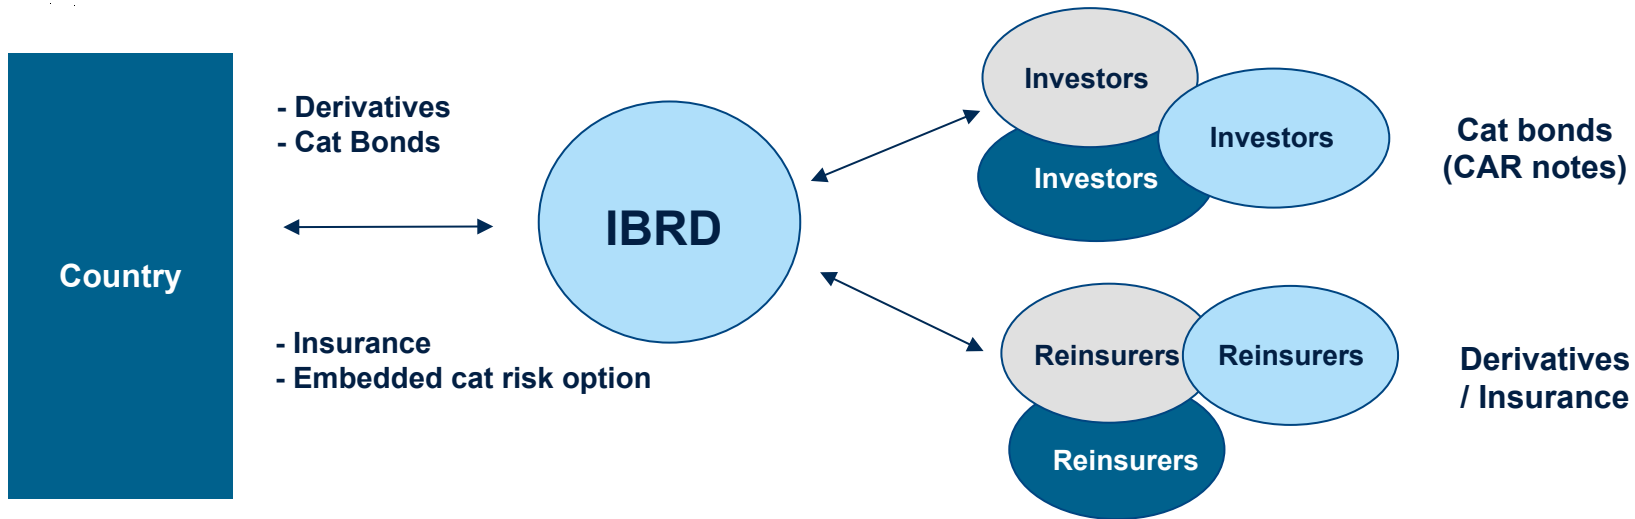 Country
- Derivatives
- Cat Bonds
- Insurance
- Embedded cat risk option
IBRD
Investors
Investors
Investors
Cat bonds
(CAR notes)
Reinsurers
Reinsurers
Reinsurers
Derivatives
/ Insurance